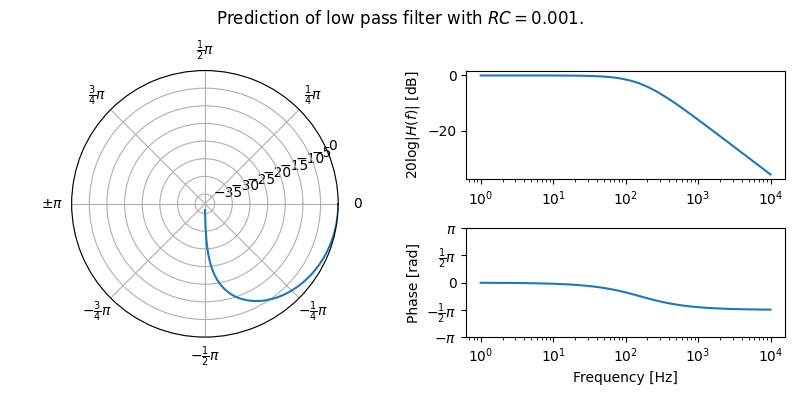 Prediction of low pass filter with RC = 0.001.
½π
¾π
¼π
±π
0
−¾π
−¼π
−½π
−35
−30
−25
−20
−15
−10
−5
0
20log|H(f)| [dB]
0
−20
10⁰ 10¹ 10² 10³ 10⁴
Phase [rad]
π
½π
0
−½π
−π
10⁰ 10¹ 10² 10³ 10⁴
Frequency [Hz]